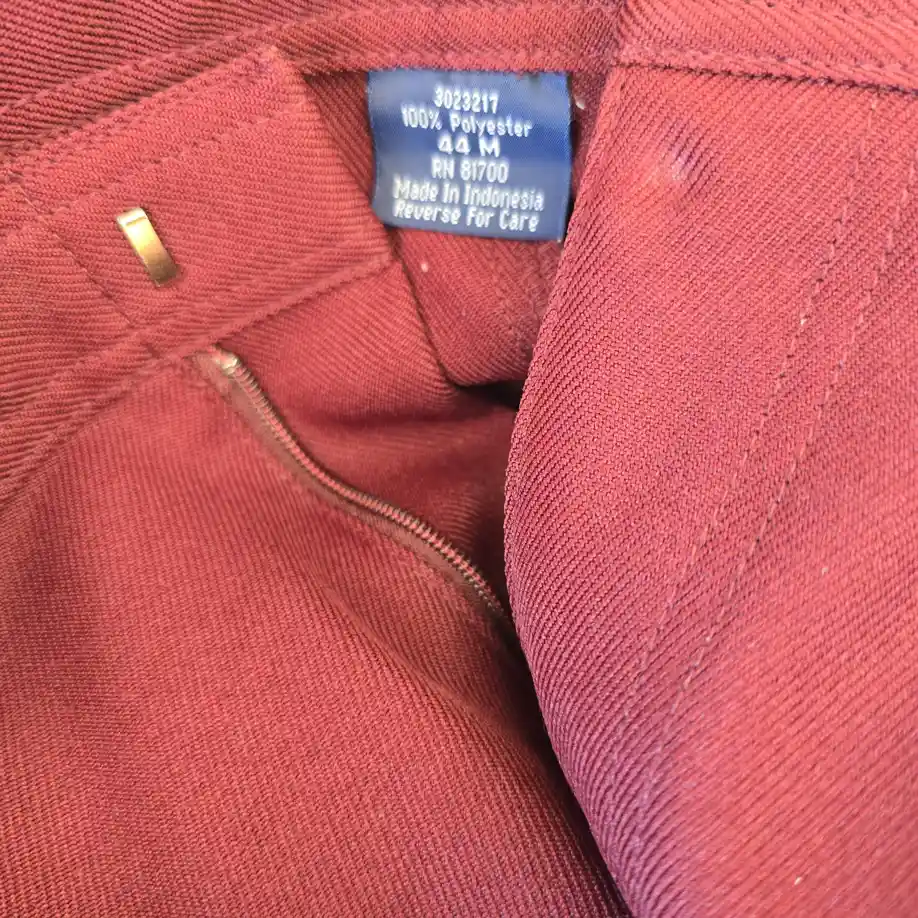 3023217
100% Polyester
44 M
RN 81700
Made In Indonesia
Reverse For Care